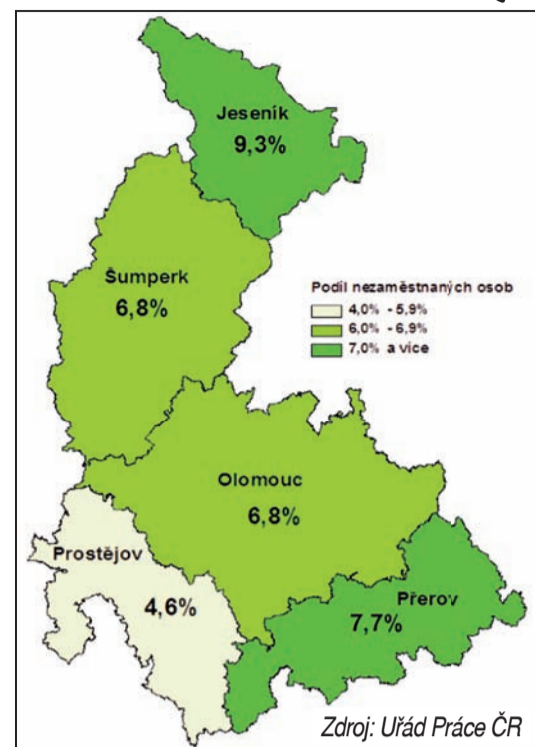 Jeseník
9,3%
Šumperk
6,8%
Podíl nezaměstnaných osob
4,0% - 5,9%
6,0% - 6,9%
7,0% a více
Olomouc
6,8%
Prostějov
4,6%
Přerov
7,7%
Zdroj: Uřád Práce ČR